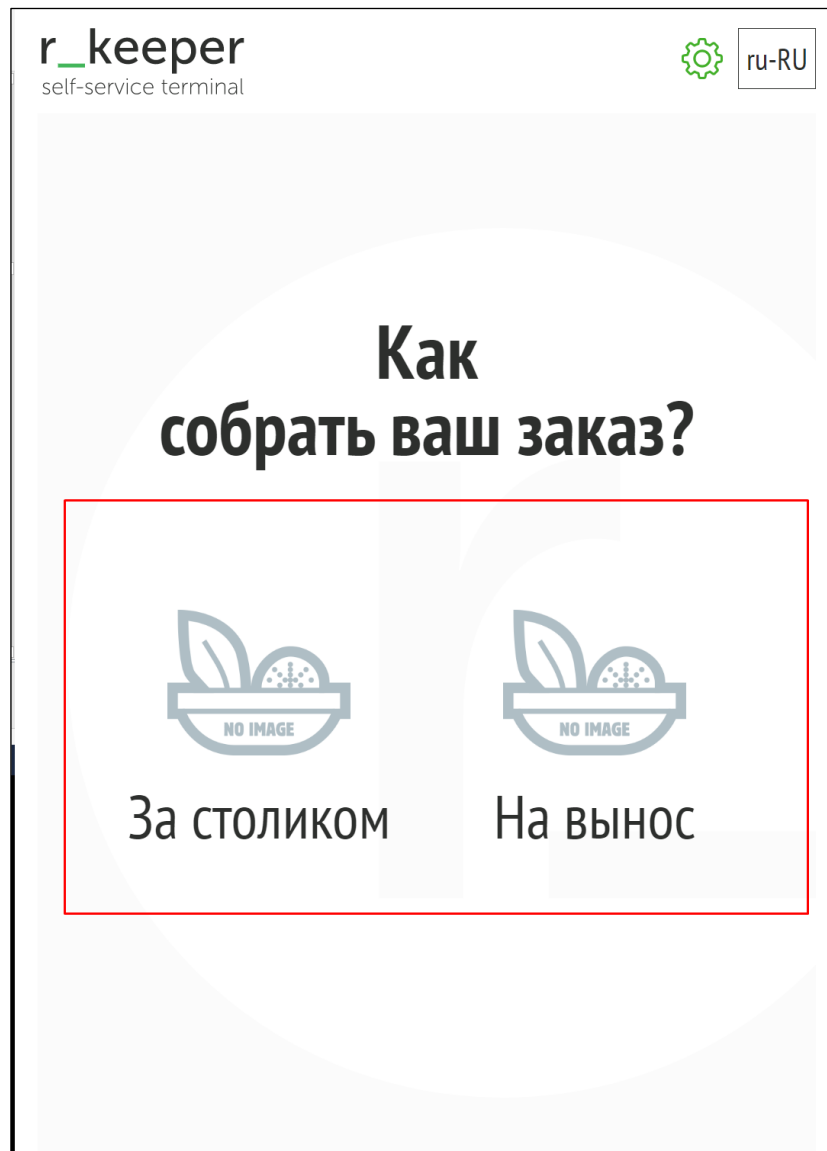 r_keeper
self-service terminal
ru-RU
Как
собрать ваш заказ?
NO IMAGE
NO IMAGE
За столиком
На вынос